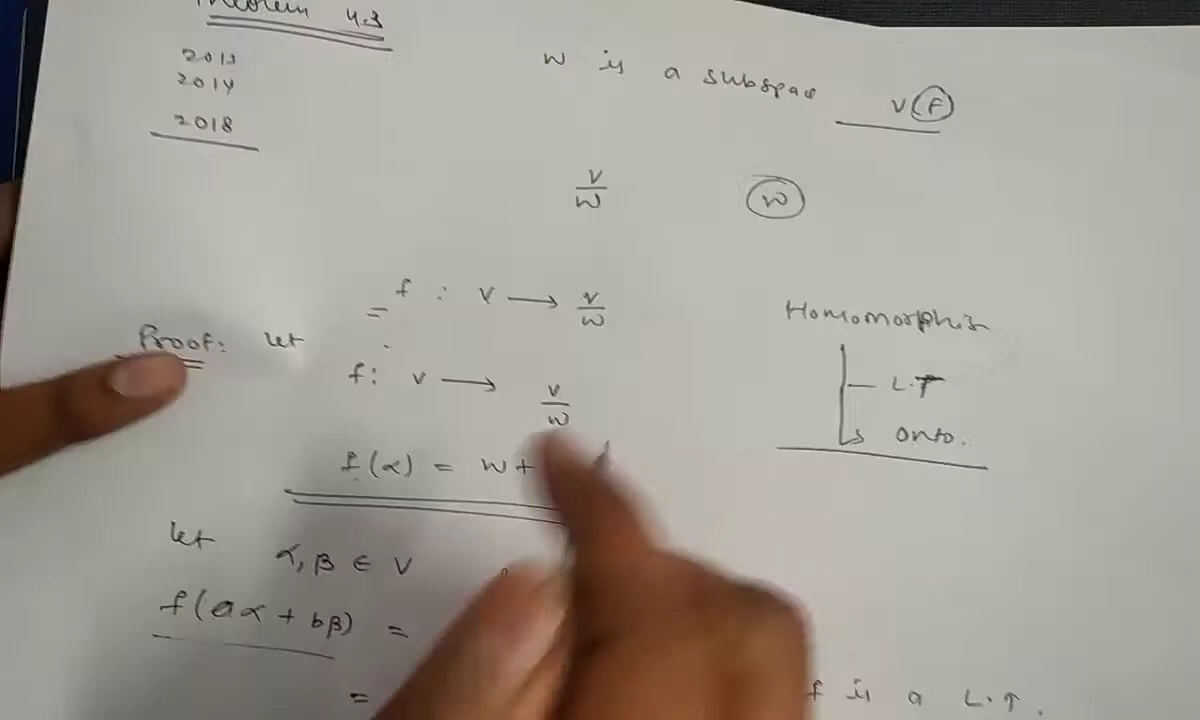 Theorem 4.3
2013
2014
2018
W is a subspace V(F)
V/W W
f : V → V/W
Proof: let
f: V → V/W
f(α) = W+
Homomorphism
L.T
onto.
let α, β ∈ V
f(aα + bβ) =
= f is a L.T.